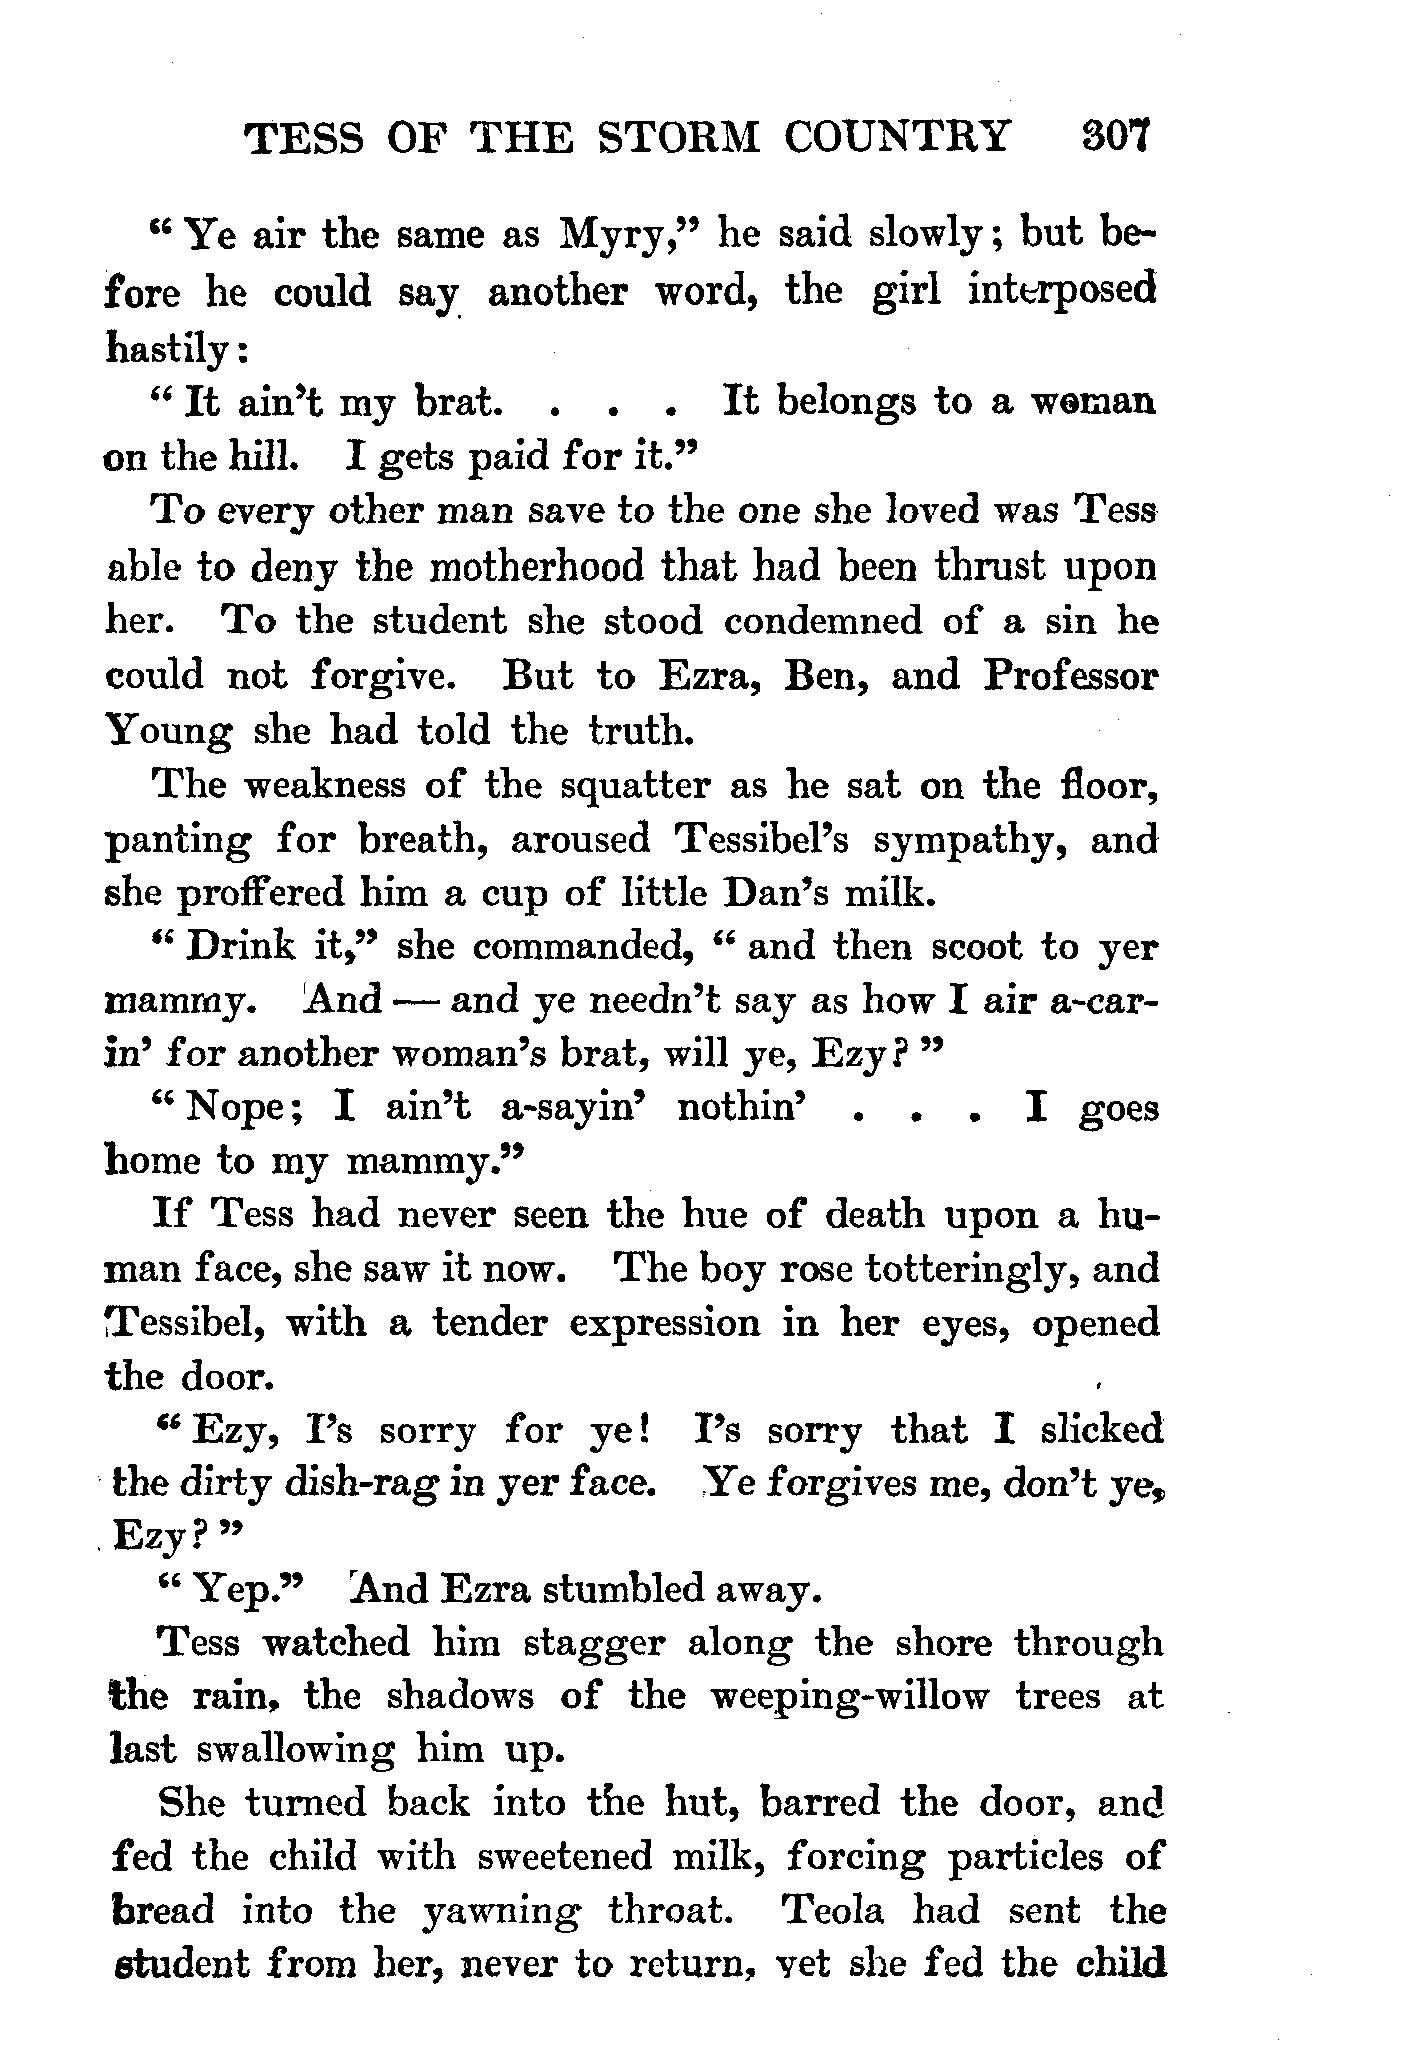 TESS OF THE STORM COUNTRY 307
"Ye air the same as Myry," he said slowly; but be-
fore he could say another word, the girl interposed
hastily:
"It ain't my brat. . . . It belongs to a woman
on the hill. I gets paid for it."
To every other man save to the one she loved was Tess
able to deny the motherhood that had been thrust upon
her. To the student she stood condemned of a sin he
could not forgive. But to Ezra, Ben, and Professor
Young she had told the truth.
The weakness of the squatter as he sat on the floor,
panting for breath, aroused Tessibel's sympathy, and
she proffered him a cup of little Dan's milk.
"Drink it," she commanded, "and then scoot to yer
mammy. And — and ye needn't say as how I air a-car-
in' for another woman's brat, will ye, Ezy?"
"Nope; I ain't a-sayin' nothin' . . . I goes
home to my mammy."
If Tess had never seen the hue of death upon a hu-
man face, she saw it now. The boy rose totteringly, and
Tessibel, with a tender expression in her eyes, opened
the door.
"Ezy, I's sorry for ye! I's sorry that I slicked
the dirty dish-rag in yer face. Ye forgives me, don't ye,
Ezy?"
"Yep." And Ezra stumbled away.
Tess watched him stagger along the shore through
the rain, the shadows of the weeping-willow trees at
last swallowing him up.
She turned back into the hut, barred the door, and
fed the child with sweetened milk, forcing particles of
bread into the yawning throat. Teola had sent the
student from her, never to return, yet she fed the child